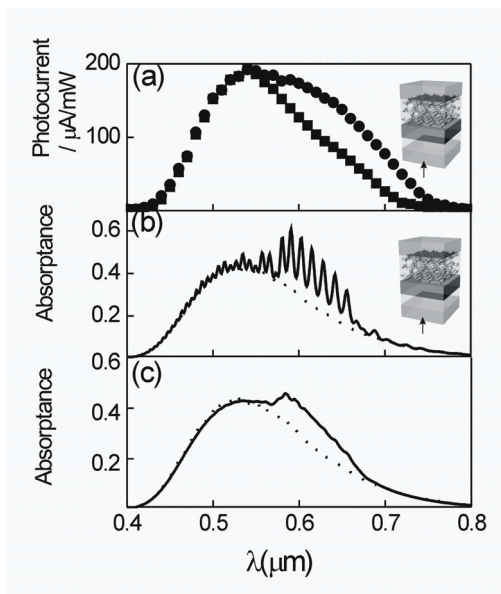 (a)
Photocurrent
/ μA/mW
200
100
(b)
Absorptance
0.6
0.4
0.2
(c)
Absorptance
0.6
0.4
0.2
0.4 0.5 0.6 0.7 0.8
λ(μm)